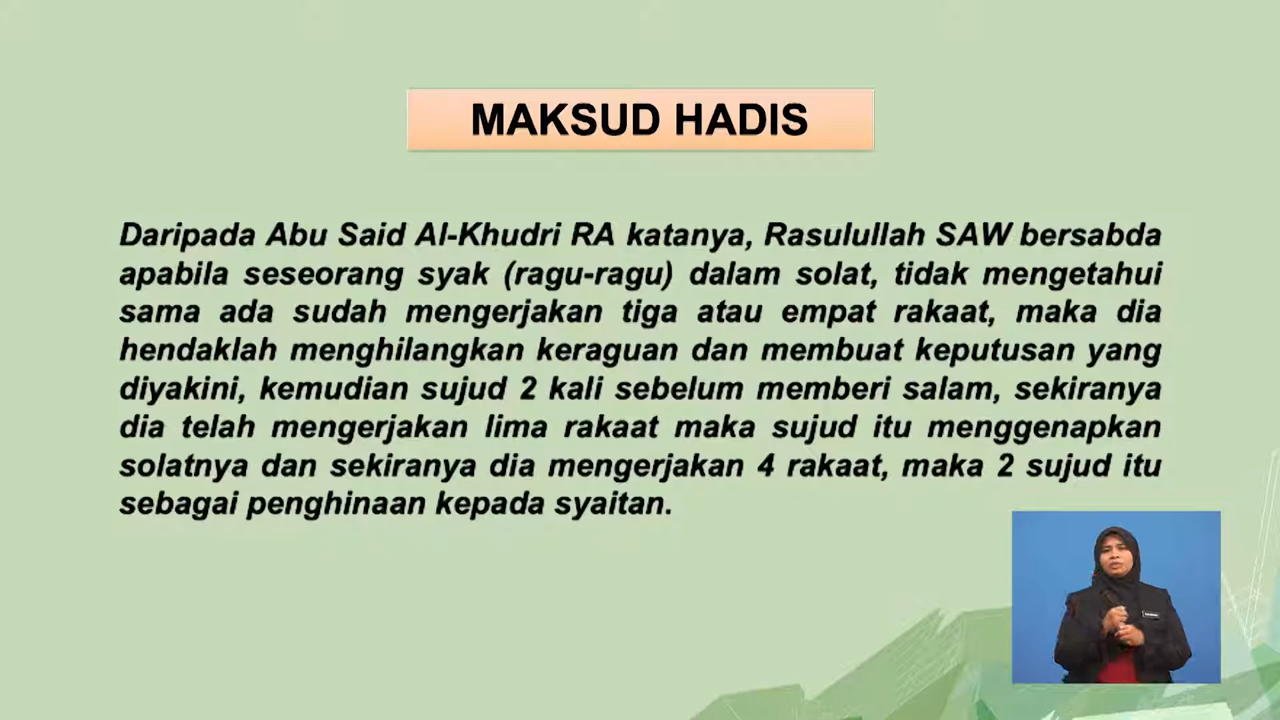 MAKSUD HADIS
Daripada Abu Said Al-Khudri RA katanya, Rasulullah SAW bersabda
apabila seseorang syak (ragu-ragu) dalam solat, tidak mengetahui
sama ada sudah mengerjakan tiga atau empat rakaat, maka dia
hendaklah menghilangkan keraguan dan membuat keputusan yang
diyakini, kemudian sujud 2 kali sebelum memberi salam, sekiranya
dia telah mengerjakan lima rakaat maka sujud itu menggenapkan
solatnya dan sekiranya dia mengerjakan 4 rakaat, maka 2 sujud itu
sebagai penghinaan kepada syaitan.